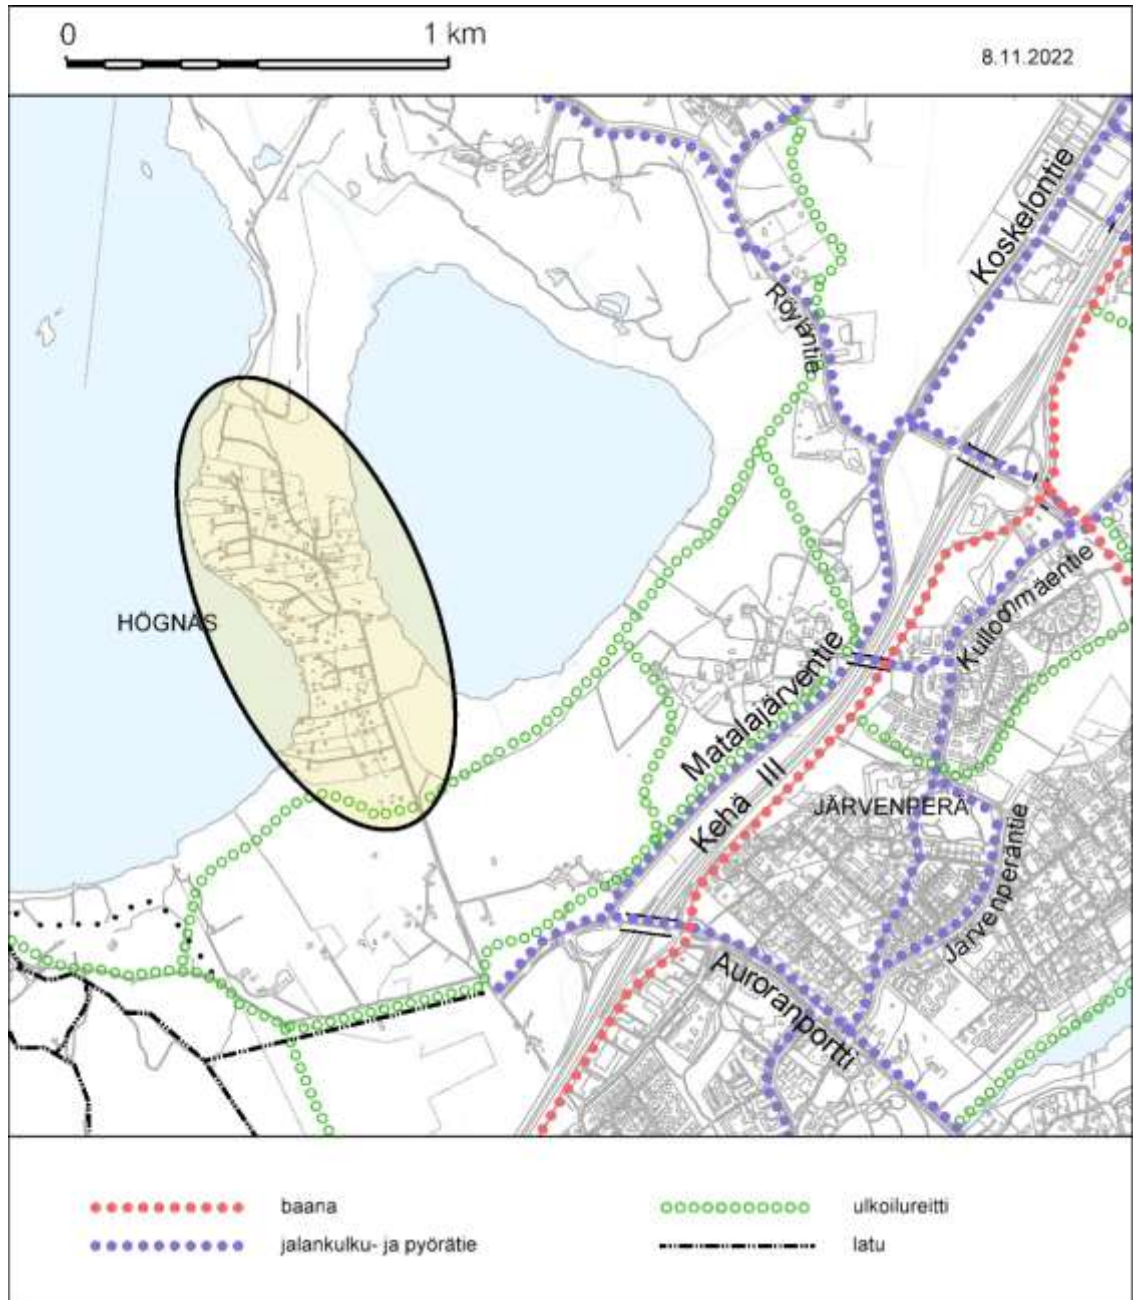 0 1 km
8.11.2022
Koskelontie
Röyläntie
HÖGNÄS
Kulloonmäentie
Matalajärventie
Kehä III
JÄRVENPERÄ
Järvenperäntie
Auroranportti
baana
ulkoilureitti
jalankulku- ja pyörätie
latu